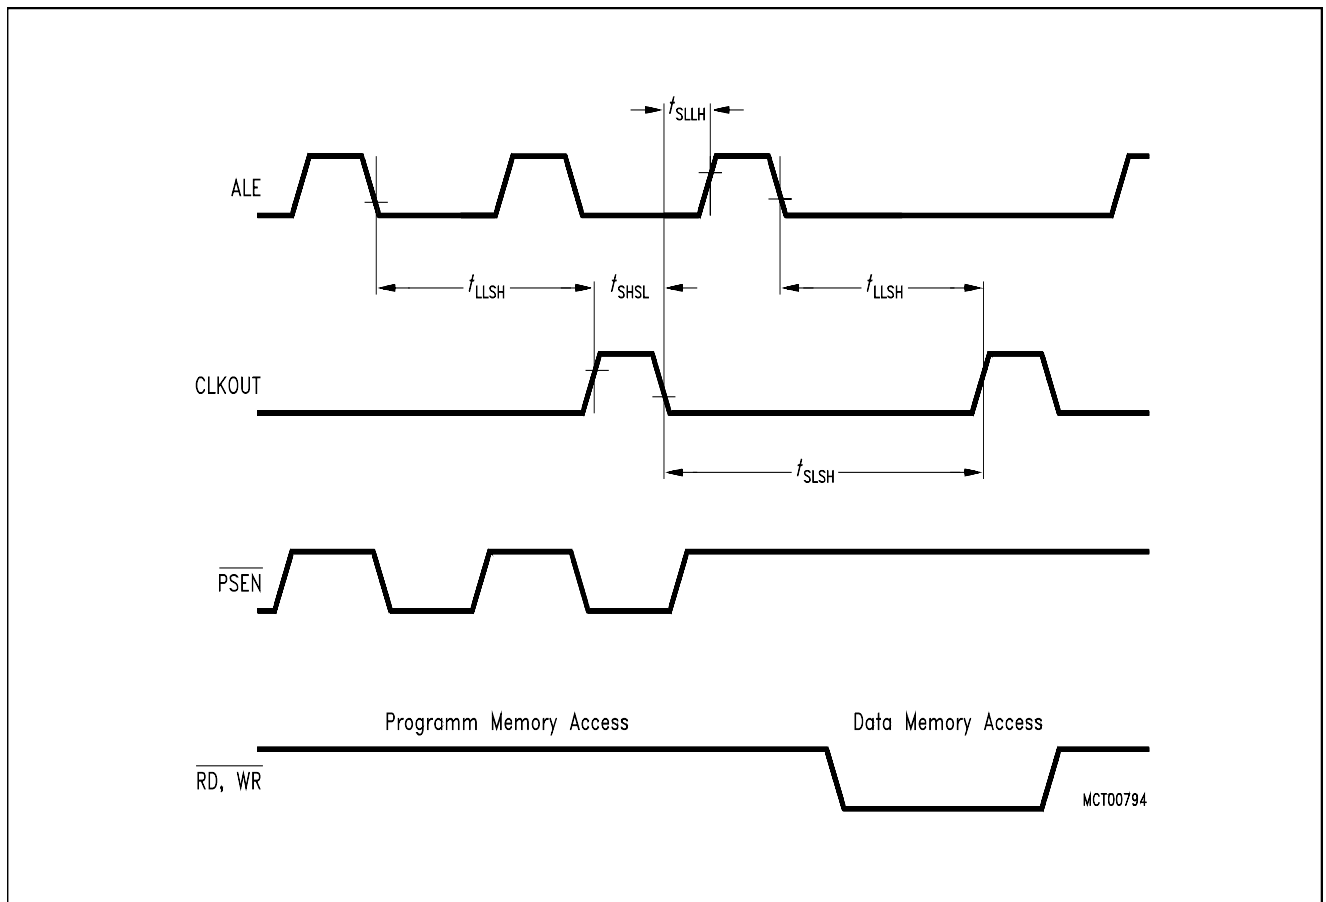 tSLLH
ALE
tLLSH
tSHSL
tLLSH
CLKOUT
tSLSH
PSEN
Programm Memory Access
Data Memory Access
RD, WR
MCT00794